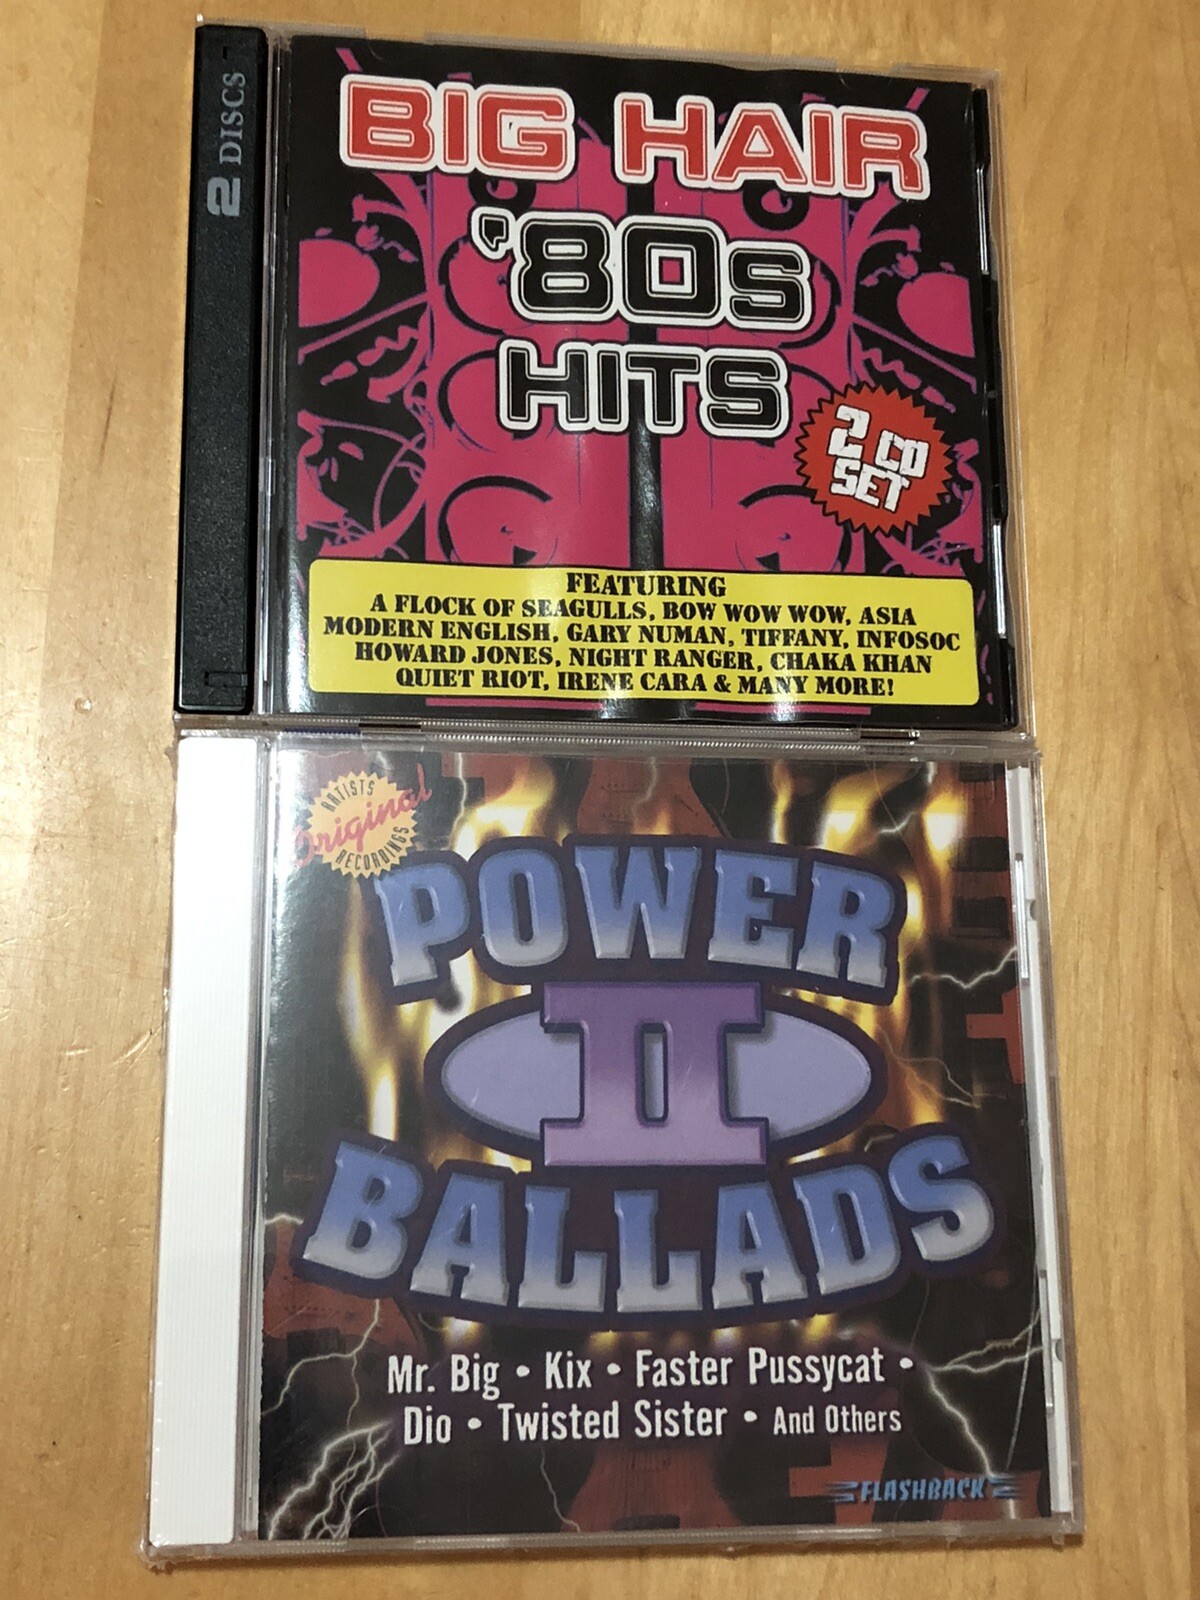 2 DISCS
BIG HAIR
'80s
HITS
2 CD
SET
FEATURING
A FLOCK OF SEAGULLS, BOW WOW WOW, ASIA
MODERN ENGLISH, GARY NUMAN, TIFFANY, INFOSOC
HOWARD JONES, NIGHT RANGER, CHAKA KHAN
QUIET RIOT, IRENE CARA & MANY MORE!
ARTISTS
Original
RECORDINGS
POWER
II
BALLADS
Mr. Big • Kix • Faster Pussycat •
Dio • Twisted Sister • And Others
FLASHBACK